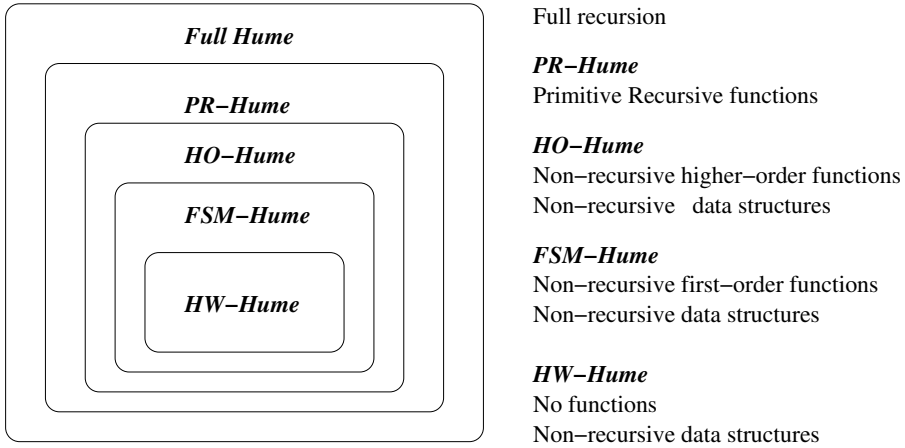 Full Hume
PR−Hume
HO−Hume
FSM−Hume
HW−Hume
Full recursion
PR−Hume
Primitive Recursive functions
HO−Hume
Non−recursive higher−order functions
Non−recursive data structures
FSM−Hume
Non−recursive first−order functions
Non−recursive data structures
HW−Hume
No functions
Non−recursive data structures